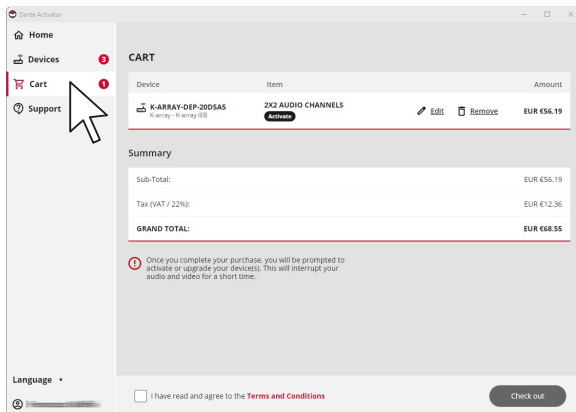 Dante Activator
Home
Devices 3
Cart 1
Support
CART
Device Item Amount
K-ARRAY-DEP-20D5A5 2X2 AUDIO CHANNELS Edit Remove EUR €56.19
K-array - K-array IEB Activate
Summary
Sub-Total: EUR €56.19
Tax (VAT / 22%): EUR €12.36
GRAND TOTAL: EUR €68.55
Once you complete your purchase, you will be prompted to
activate or upgrade your device(s). This will interrupt your
audio and video for a short time.
Language
I have read and agree to the Terms and Conditions Check out